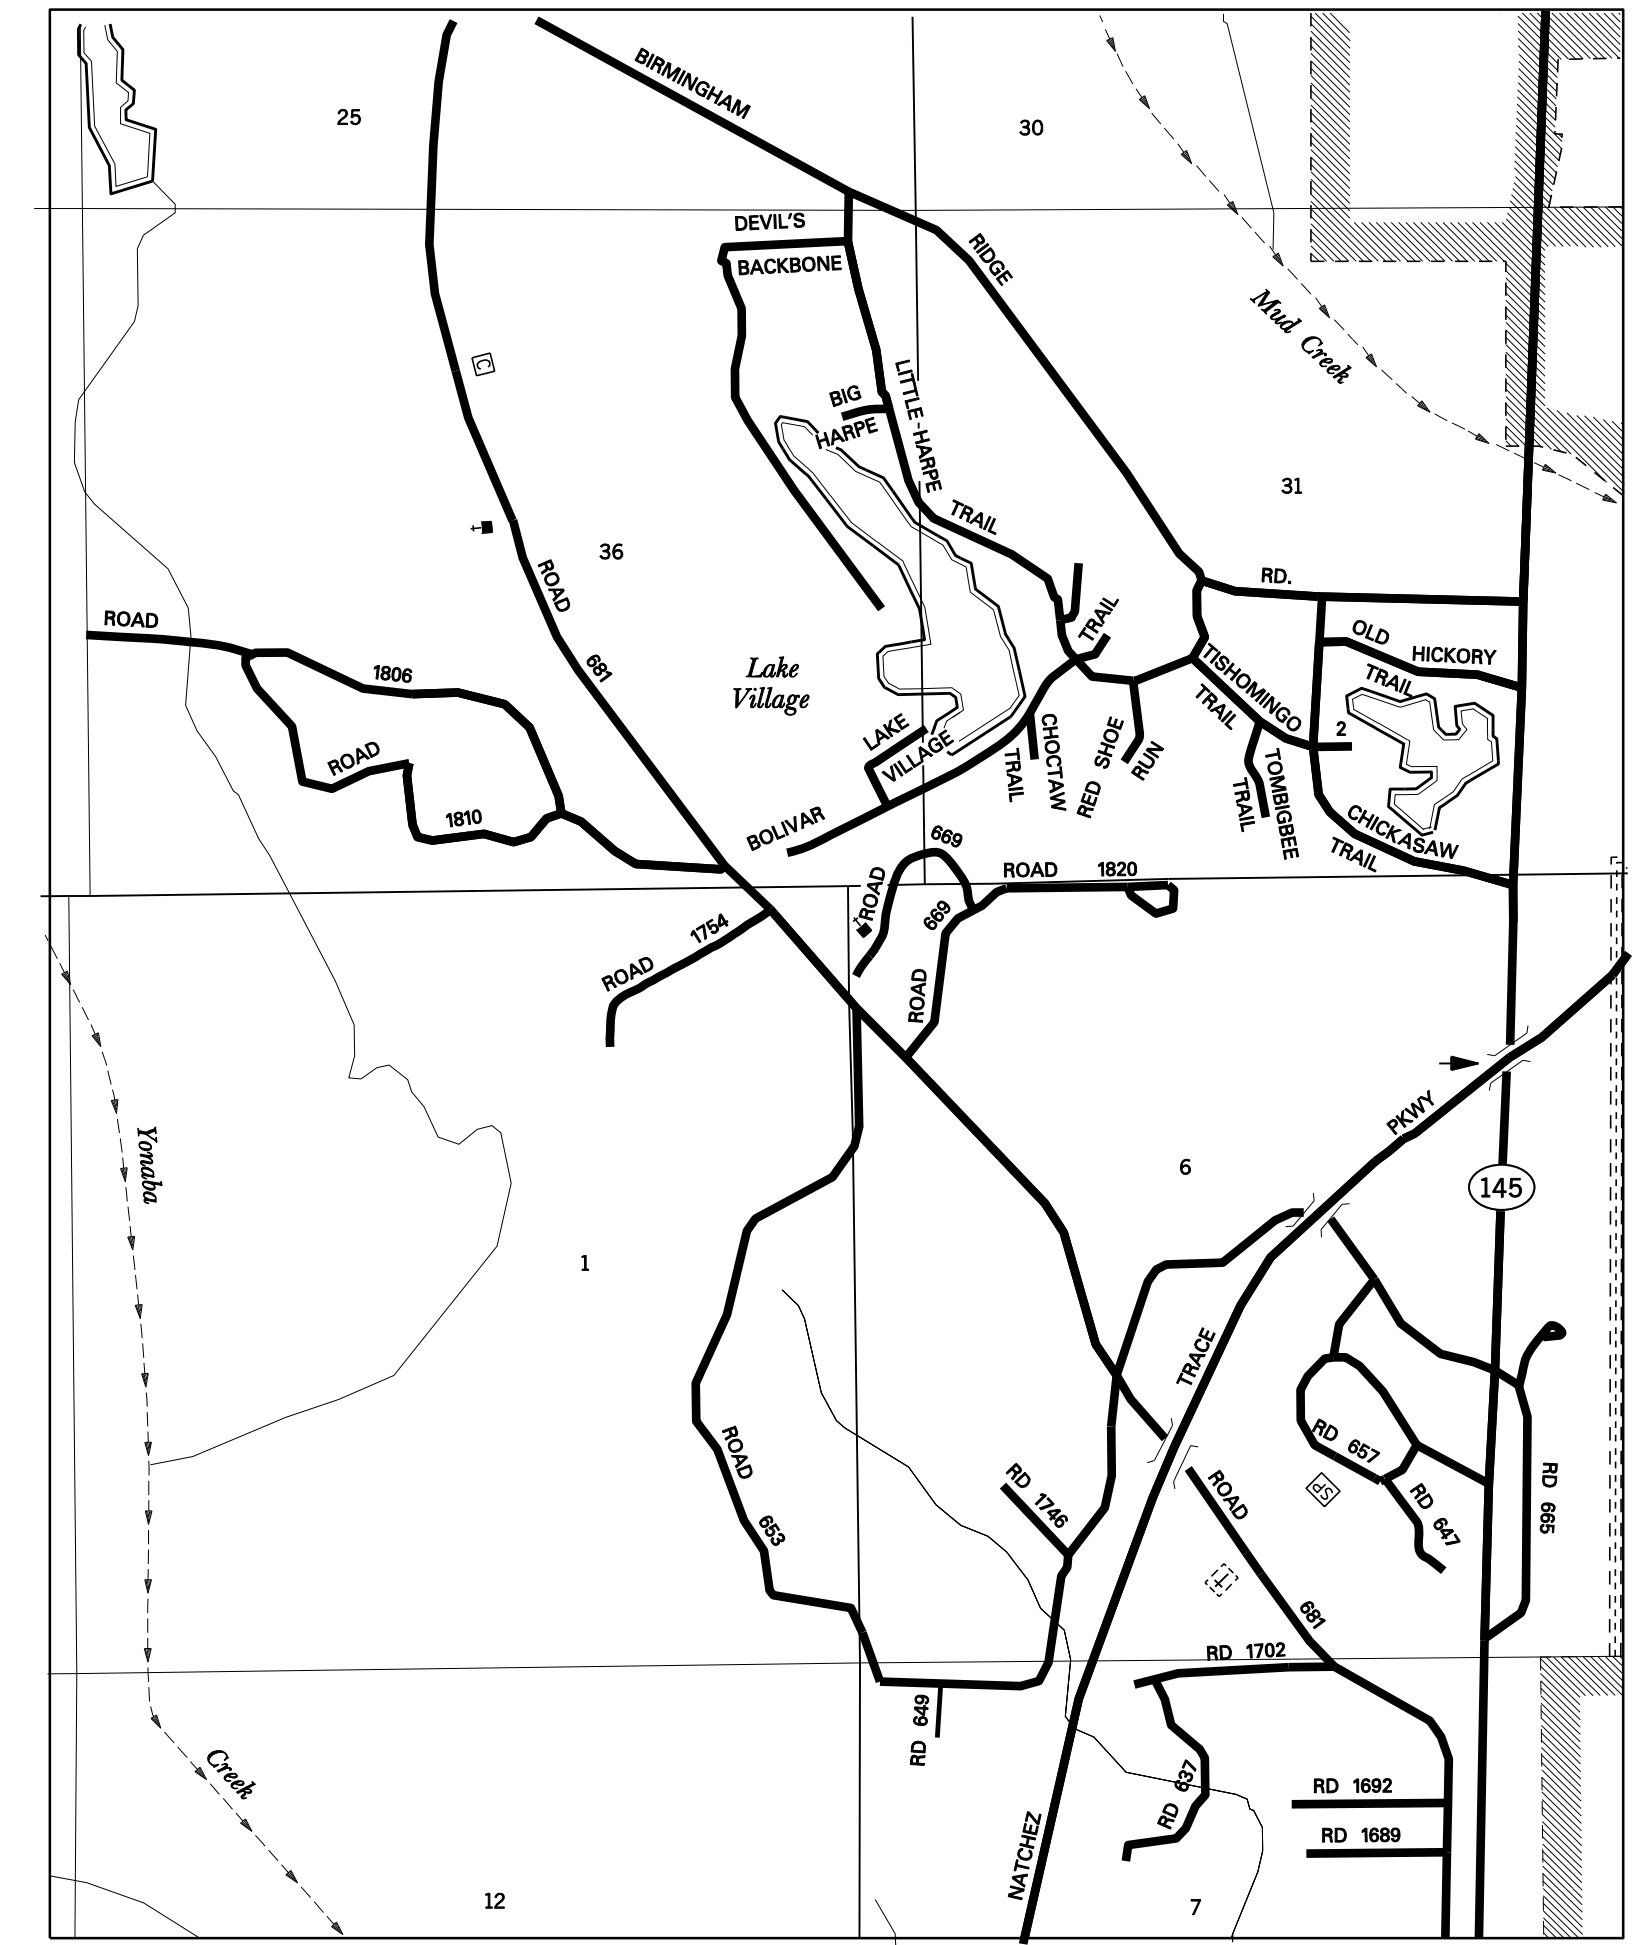 25
30
BIRMINGHAM
RIDGE
RD.
DEVIL'S
BACKBONE
Mud Creek
BIG
HARPE
LITTLE-HARPE
TRAIL
C
31
36
ROAD
681
ROAD
1806
ROAD
1810
Lake
Village
TRAIL
OLD
HICKORY
TRAIL
TISHOMINGO
TRAIL
2
LAKE
VILLAGE
CHOCTAW
TRAIL
RED SHOE
RUN
TOMBIGBEE
TRAIL
CHICKASAW
TRAIL
BOLIVAR
669
ROAD
ROAD 1820
669
ROAD
1754
ROAD
PKWY
145
6
Yonaba
1
TRACE
ROAD
653
RD 1746
RD 657
SP
RD 647
RD 665
ROAD
681
RD 1702
RD 649
RD 637
Creek
RD 1692
RD 1689
NATCHEZ
12
7